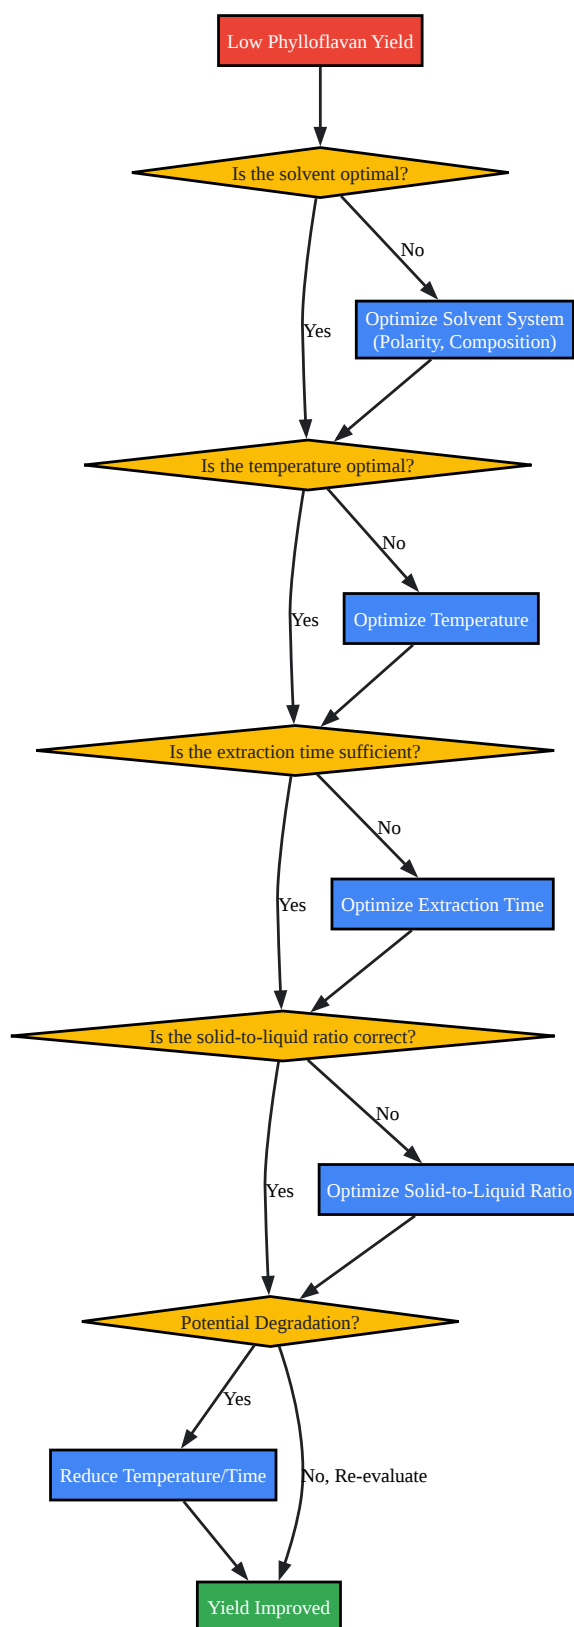 Low Phylloflavan Yield
Is the solvent optimal?
No
Optimize Solvent System
(Polarity, Composition)
Yes
Is the temperature optimal?
No
Optimize Temperature
Yes
Is the extraction time sufficient?
No
Optimize Extraction Time
Yes
Is the solid-to-liquid ratio correct?
No
Optimize Solid-to-Liquid Ratio
Yes
Potential Degradation?
Yes
Reduce Temperature/Time
No, Re-evaluate
Yield Improved